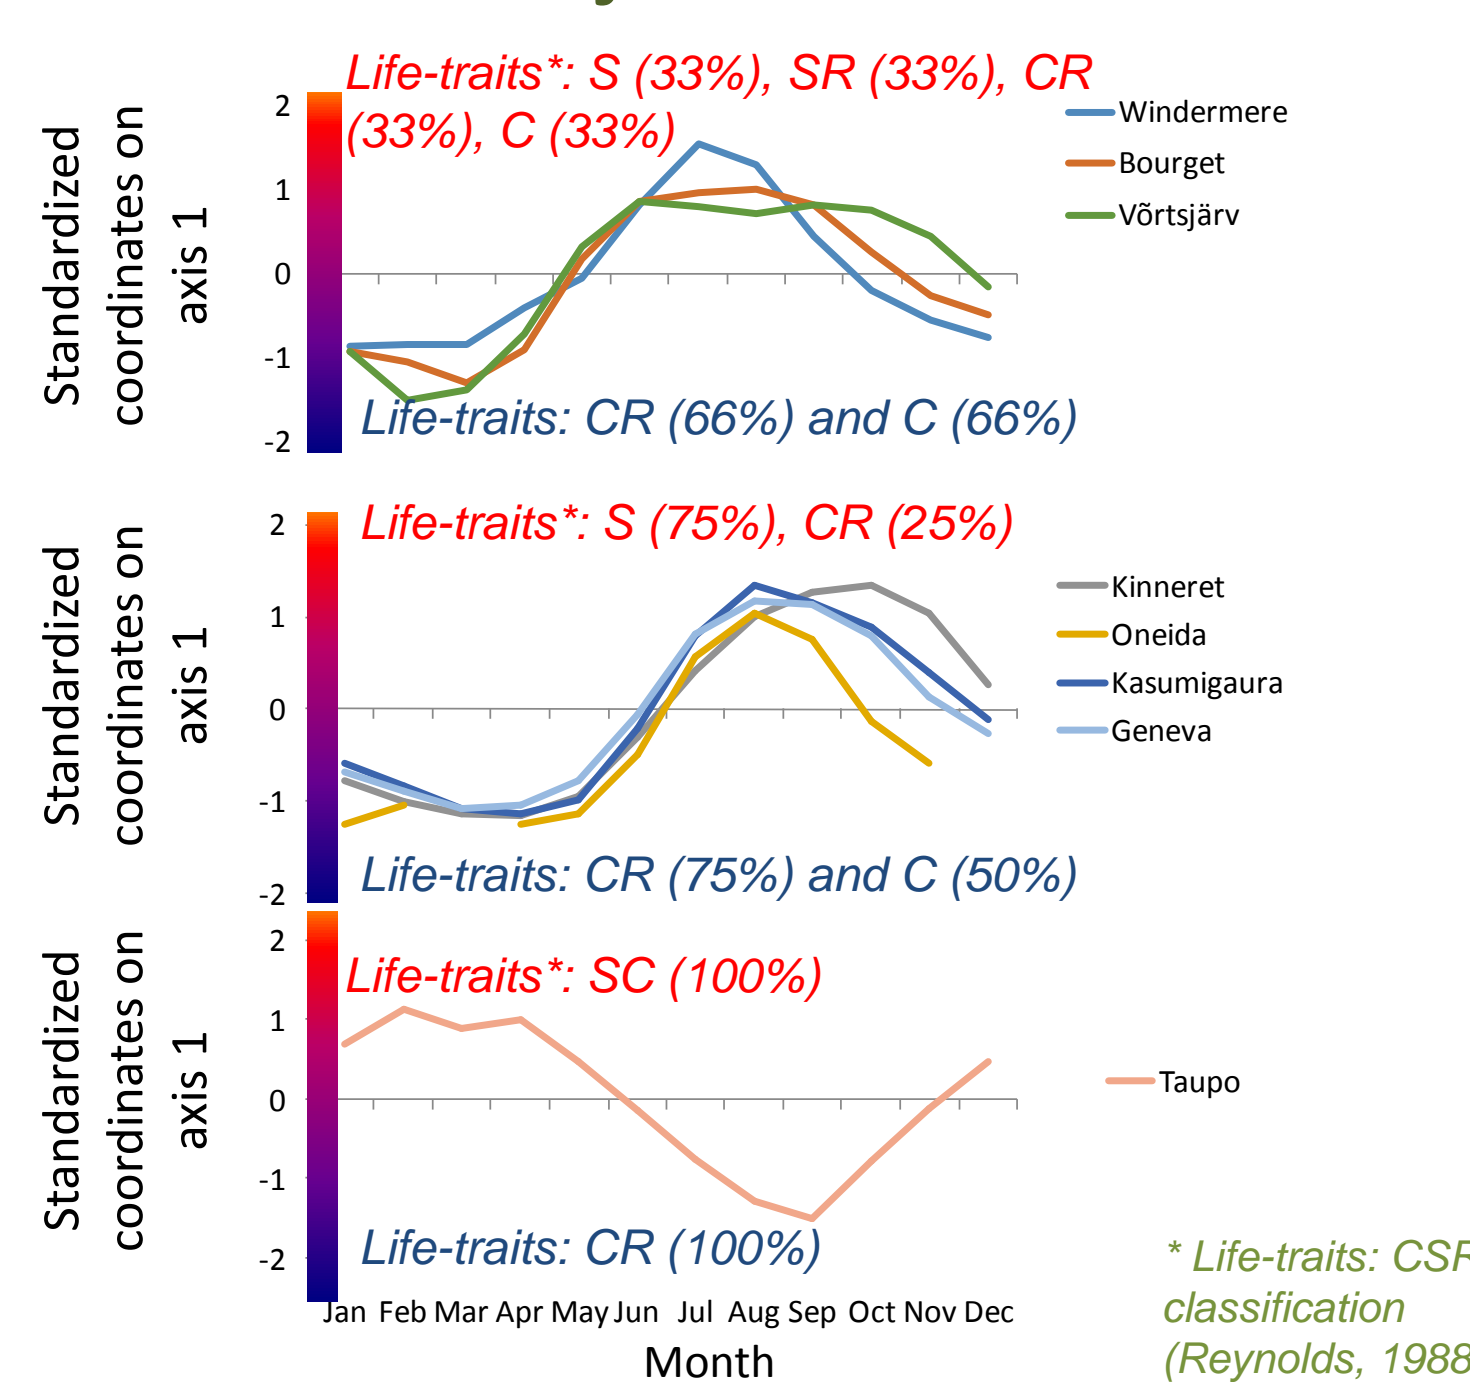 Life-traits*: S (33%), SR (33%), CR
(33%), C (33%)
Standardized
coordinates on
axis 1
2
1
0
-1
-2
Windermere
Bourget
Võrtsjärv
Life-traits: CR (66%) and C (66%)
Life-traits*: S (75%), CR (25%)
Standardized
coordinates on
axis 1
2
1
0
-1
-2
Kinneret
Oneida
Kasumigaura
Geneva
Life-traits: CR (75%) and C (50%)
Life-traits*: SC (100%)
Standardized
coordinates on
axis 1
2
1
0
-1
-2
Taupo
Life-traits: CR (100%)
Jan Feb Mar Apr May Jun Jul Aug Sep Oct Nov Dec
Month
* Life-traits: CSR
classification
(Reynolds, 1988